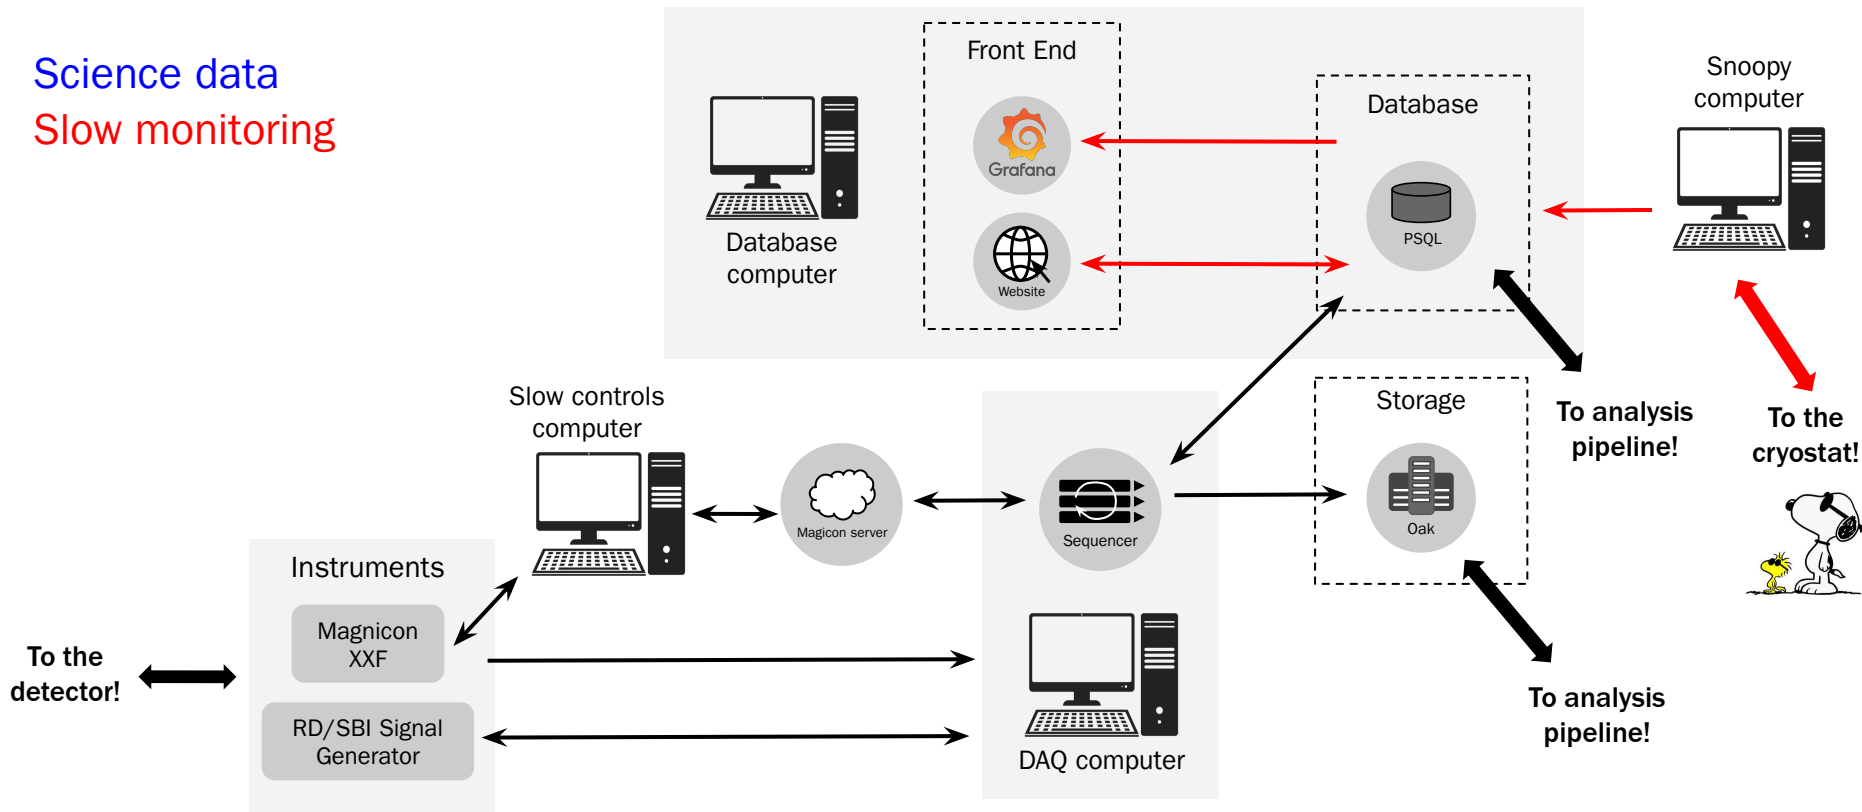 Science data
Slow monitoring
Front End
Grafana
Website
Database
computer
Database
PSQL
Snoopy
computer
To analysis
pipeline!
To the
cryostat!
Slow controls
computer
Magicon server
Sequencer
Storage
Oak
To analysis
pipeline!
DAQ computer
Instruments
Magnicon
XXF
RD/SBI Signal
Generator
To the
detector!